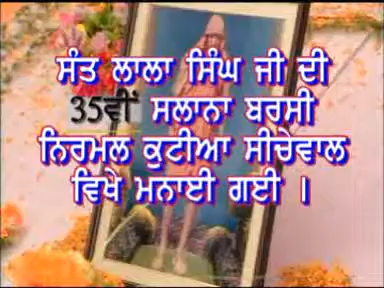 ਸੰਤ ਲਾਲਾ ਸਿੰਘ ਜੀ ਦੀ
35ਵੀਂ ਸਲਾਨਾ ਬਰਸੀ
ਨਿਰਮਲ ਕੁਟੀਆ ਸੀਚੇਵਾਲ
ਵਿਖੇ ਮਨਾਈ ਗਈ ।